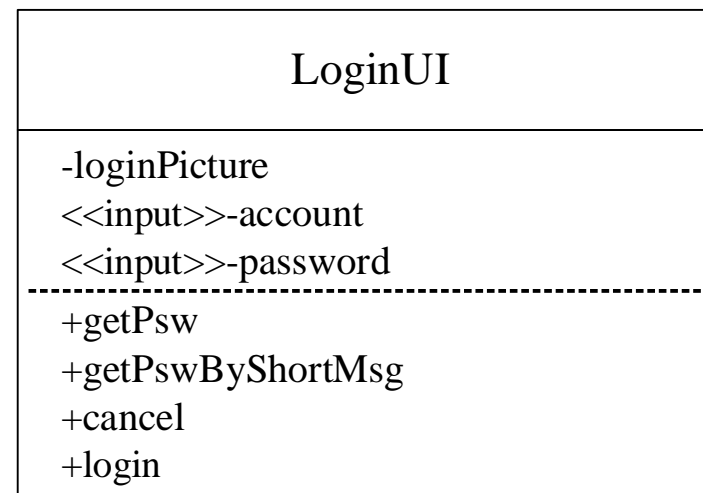 LoginUI
-loginPicture
<<input>>-account
<<input>>-password
+getPsw
+getPswByShortMsg
+cancel
+login